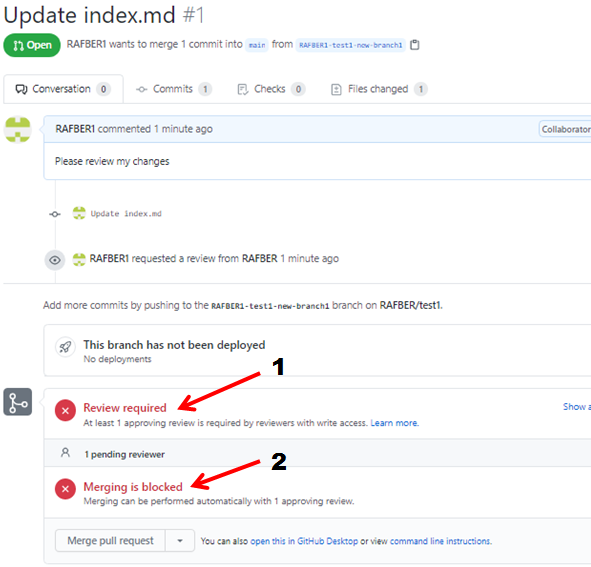 Update index.md #1
Open RAFBER1 wants to merge 1 commit into main from RAFBER1-test1-new-branch1
Conversation 0 Commits 1 Checks 0 Files changed 1
RAFBER1 commented 1 minute ago Collaborator
Please review my changes
Update index.md
RAFBER1 requested a review from RAFBER 1 minute ago
Add more commits by pushing to the RAFBER1-test1-new-branch1 branch on RAFBER/test1.
This branch has not been deployed
No deployments
1
Review required Show a
At least 1 approving review is required by reviewers with write access. Learn more.
1 pending reviewer
2
Merging is blocked
Merging can be performed automatically with 1 approving review.
Merge pull request You can also open this in GitHub Desktop or view command line instructions.